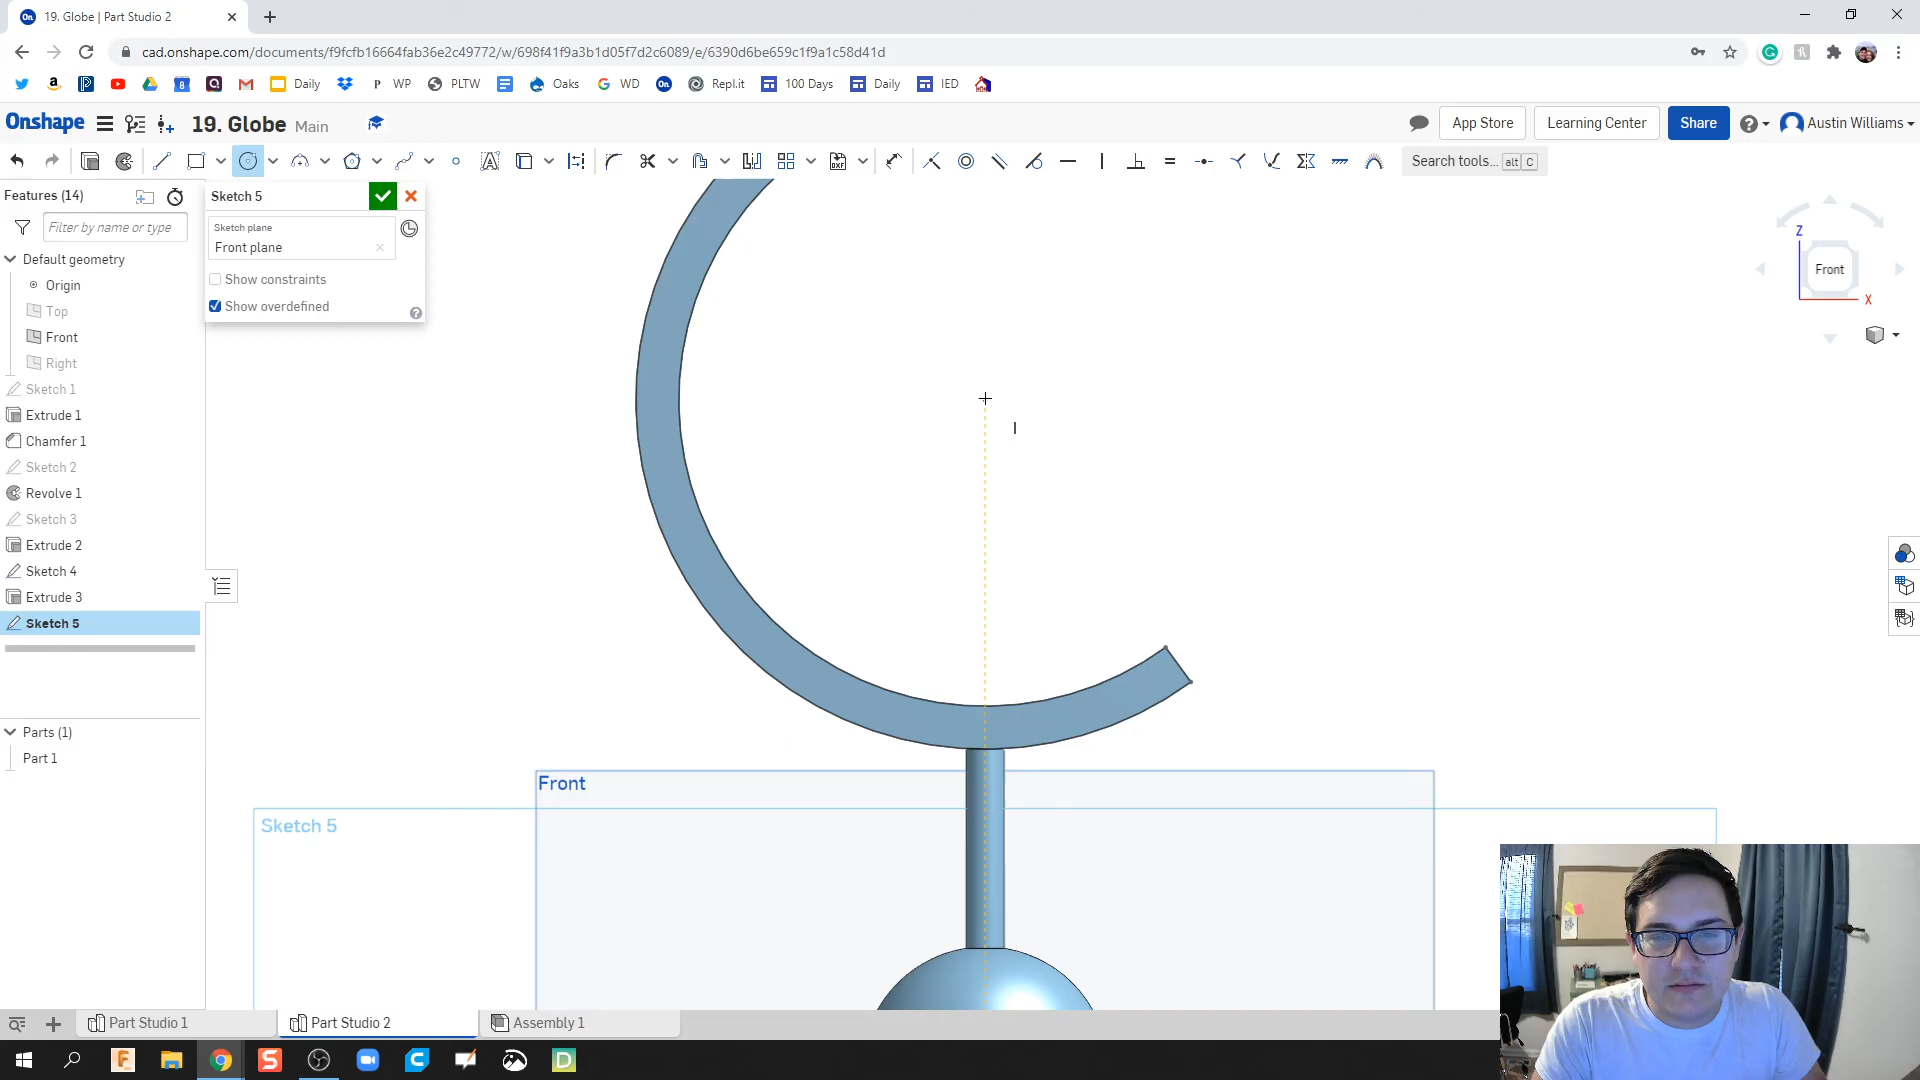 19. Globe | Part Studio 2
cad.onshape.com/documents/f9fcfb16664fab36e2c49772/w/698f41f9a3b1d05f7d2c6089/e/6390d6be659c1f9a1c58d41d
Daily
WP
PLTW
Oaks
WD
Repl.it
100 Days
Daily
IED
Onshape
19. Globe Main
App Store
Learning Center
Share
Austin Williams
Search tools... alt C
Features (14)
Filter by name or type
Default geometry
Origin
Top
Front
Right
Sketch 1
Extrude 1
Chamfer 1
Sketch 2
Revolve 1
Sketch 3
Extrude 2
Sketch 4
Extrude 3
Sketch 5
Parts (1)
Part 1
Sketch 5
Sketch plane
Front plane
Show constraints
Show overdefined
Front
Sketch 5
Z
Front
X
Part Studio 1
Part Studio 2
Assembly 1